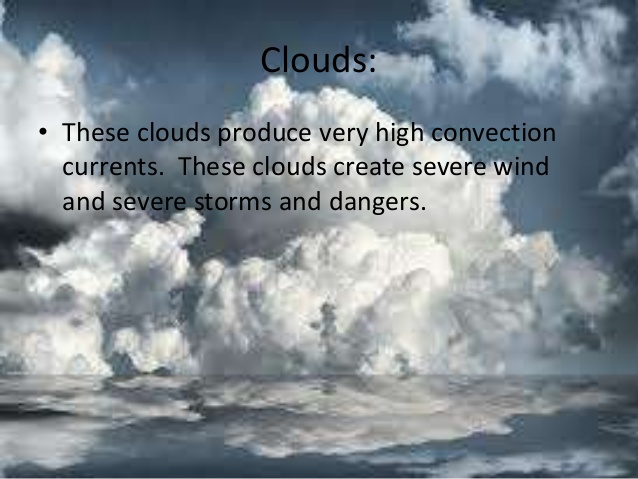 Clouds:
• These clouds produce very high convection
currents.  These clouds create severe wind
and severe storms and dangers.